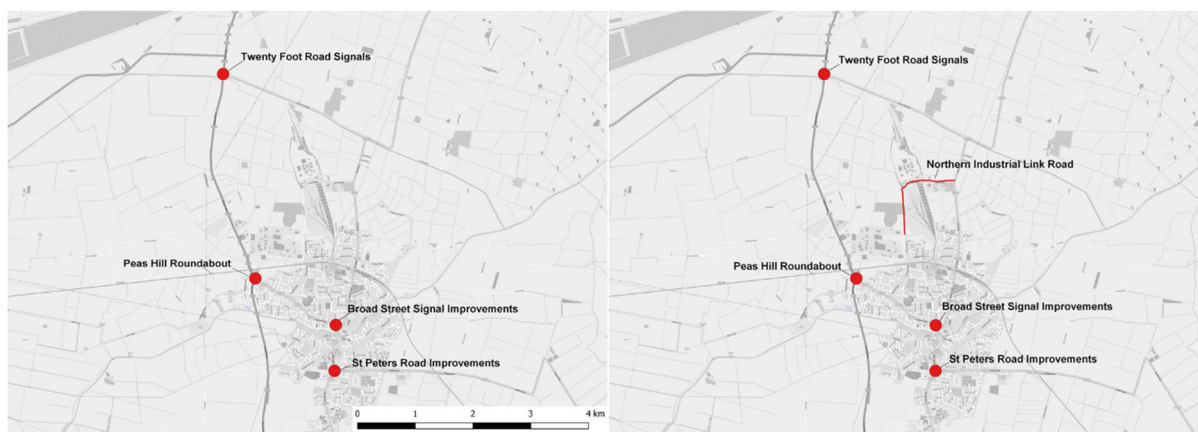 Twenty Foot Road Signals
Peas Hill Roundabout
Broad Street Signal Improvements
St Peters Road Improvements
0 1 2 3 4 km
Twenty Foot Road Signals
Northern Industrial Link Road
Peas Hill Roundabout
Broad Street Signal Improvements
St Peters Road Improvements